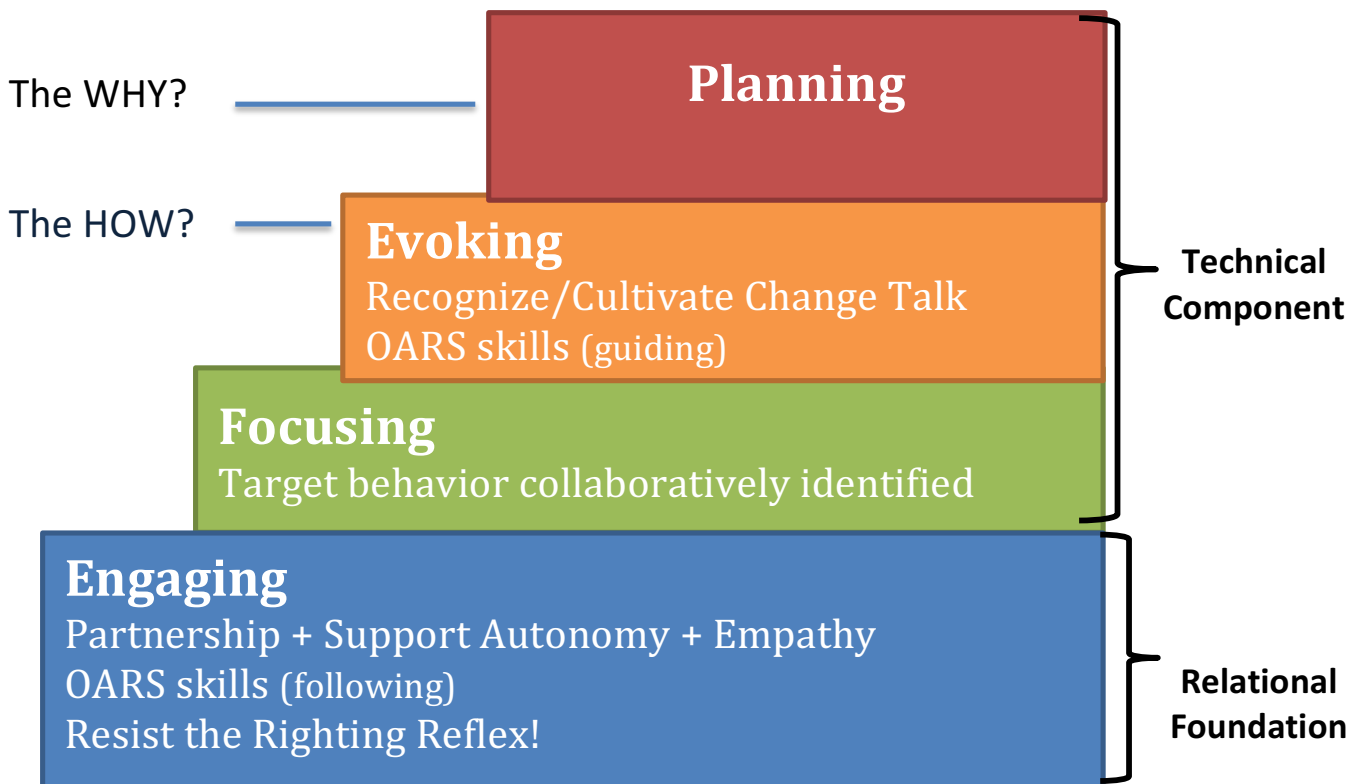 The WHY?
Planning
The HOW?
Evoking
Recognize/Cultivate Change Talk
OARS skills (guiding)
Technical
Component
Focusing
Target behavior collaboratively identified
Engaging
Partnership + Support Autonomy + Empathy
OARS skills (following)
Resist the Righting Reflex!
Relational
Foundation